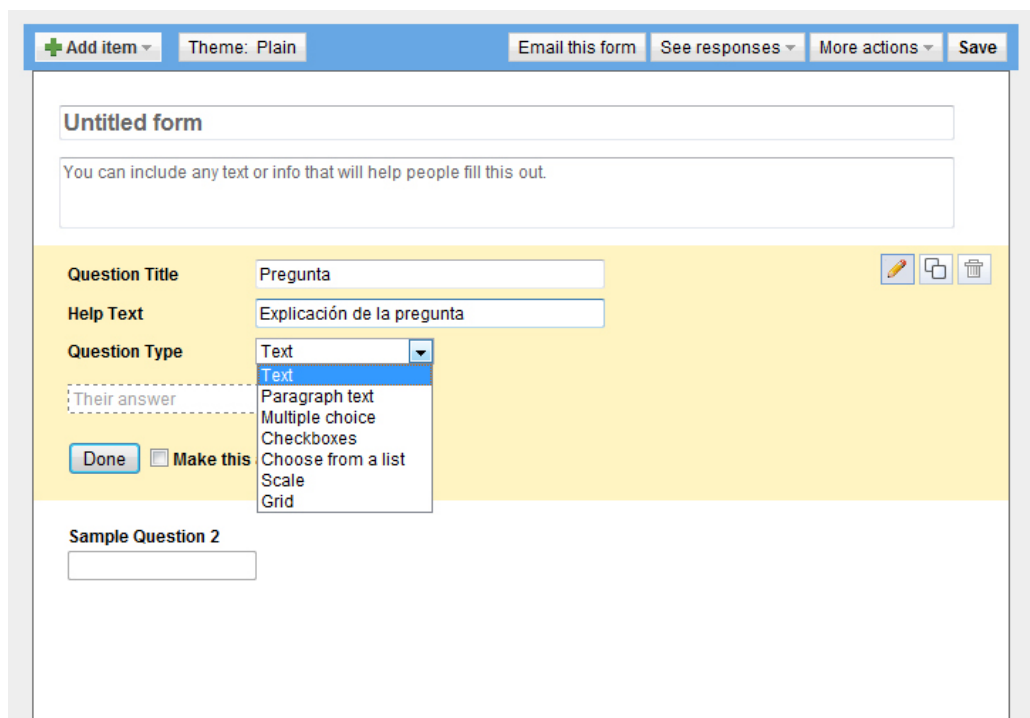 Add item Theme: Plain Email this form See responses More actions Save
Untitled form
You can include any text or info that will help people fill this out.
Question Title Pregunta
Help Text Explicación de la pregunta
Question Type Text
Text
Their answer Paragraph text
Multiple choice
Checkboxes
Done Make this Choose from a list
Scale
Grid
Sample Question 2